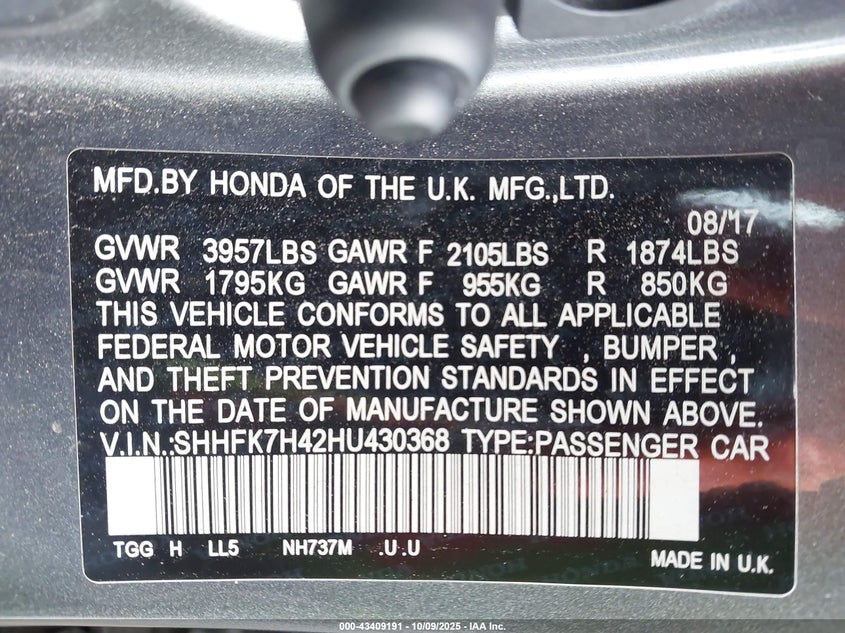 MFD.BY HONDA OF THE U.K. MFG.,LTD.
08/'17
GVWR 3957LBS GAWR F 2105LBS R 1874LBS
GVWR 1795KG GAWR F 955KG R 850KG
THIS VEHICLE CONFORMS TO ALL APPLICABLE
FEDERAL MOTOR VEHICLE SAFETY , BUMPER ,
AND THEFT PREVENTION STANDARDS IN EFFECT
ON THE DATE OF MANUFACTURE SHOWN ABOVE.
V.I.N.:SHHFK7H42HU430368 TYPE:PASSENGER CAR
TGG H LL5 NH737M .U .U
MADE IN U.K.
000-43409191 - 10/09/2025 - IAA Inc.